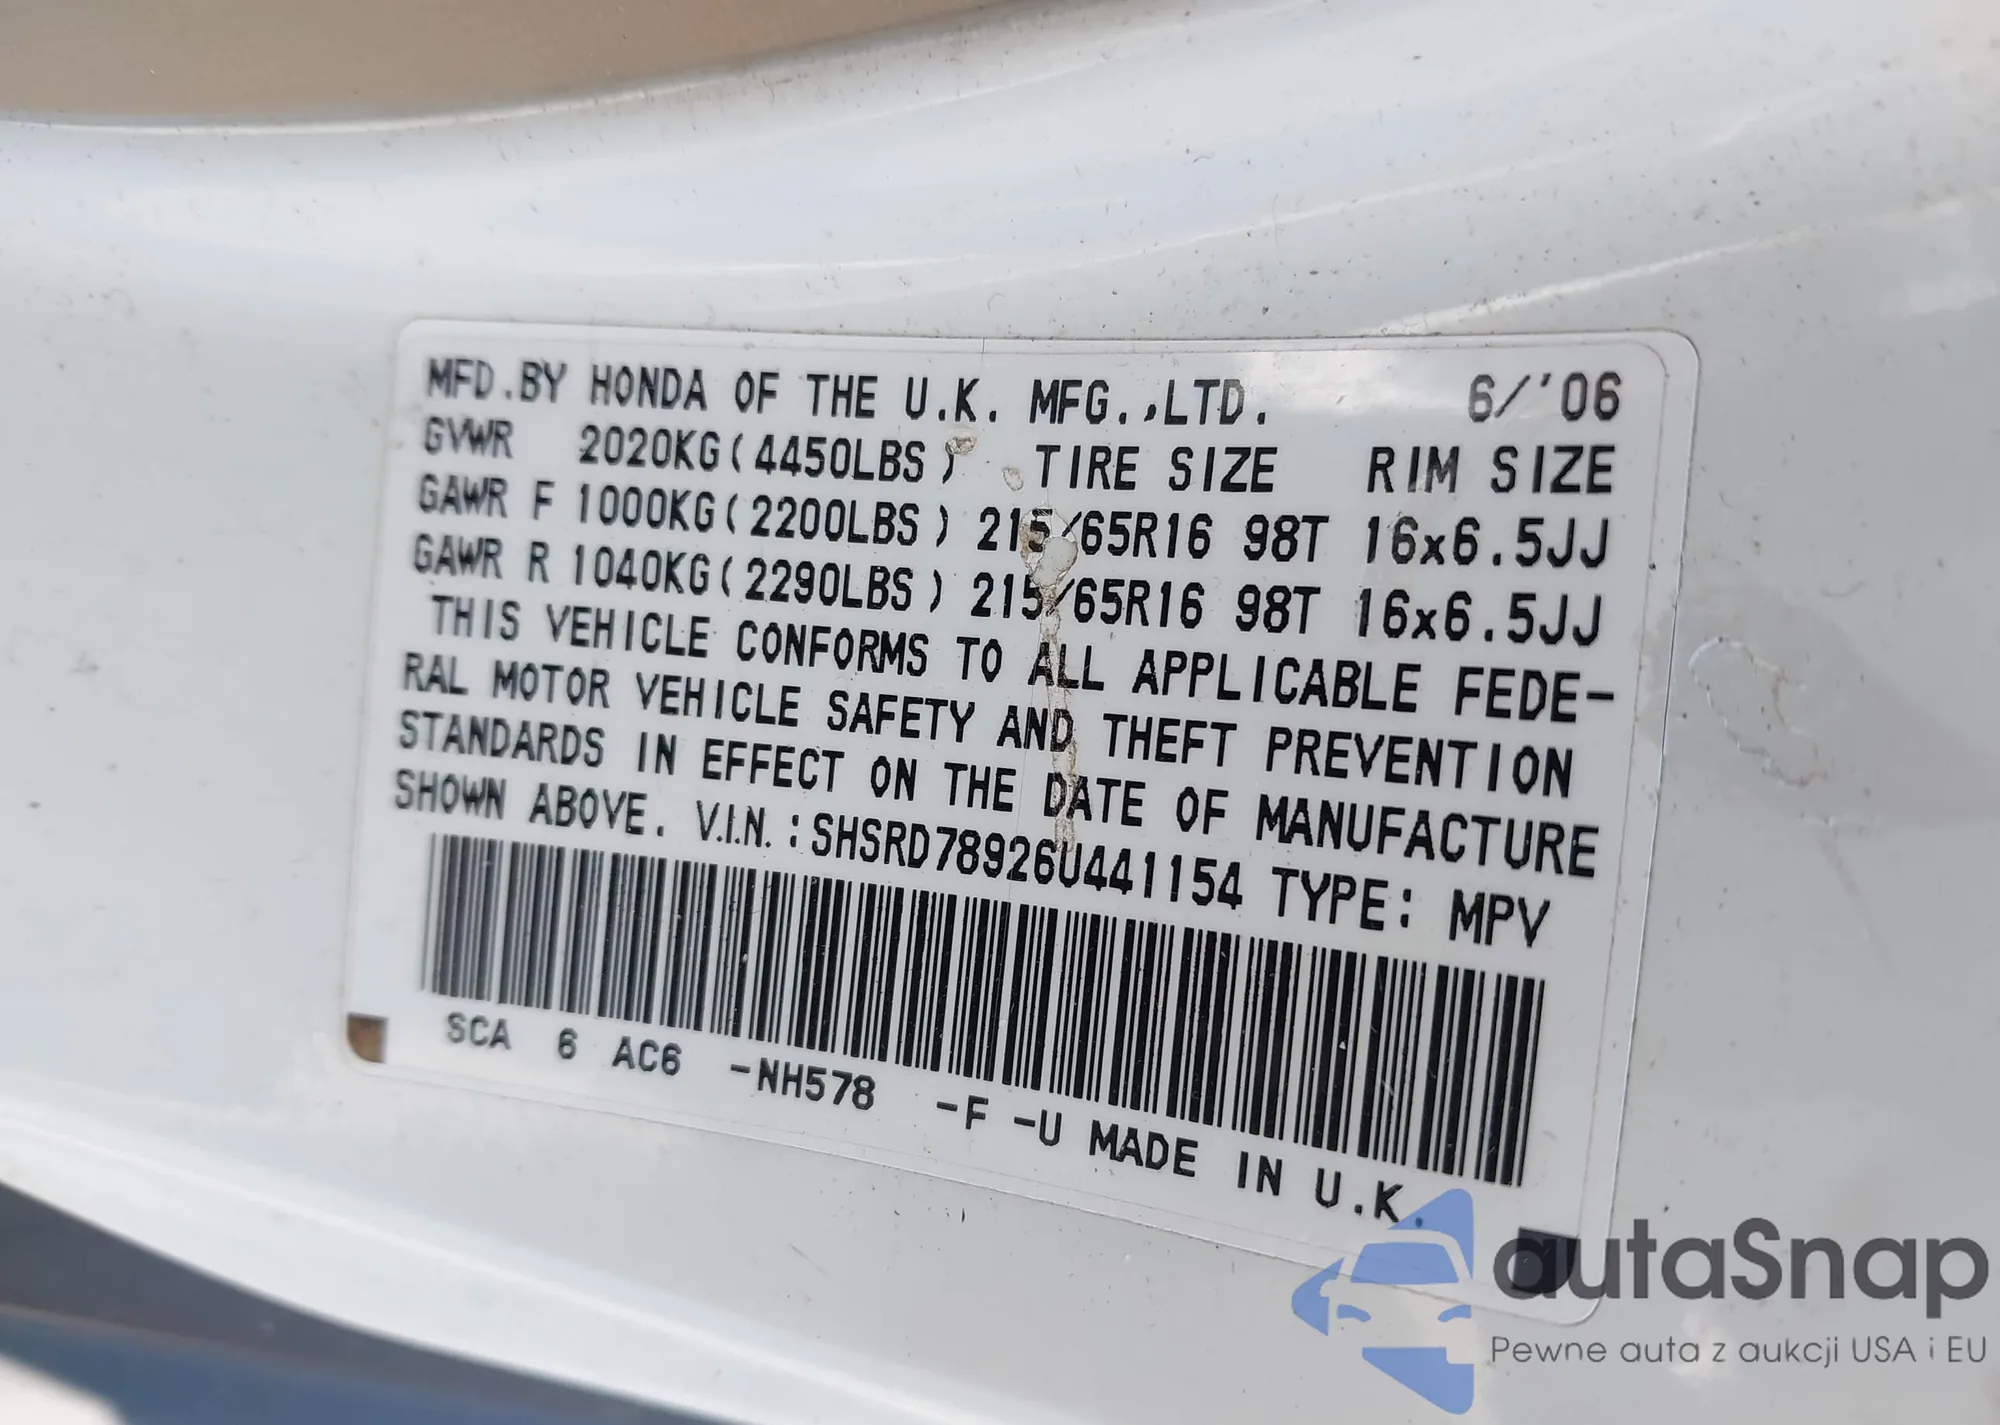 MFD.BY HONDA OF THE U.K. MFG.,LTD. 6/'06
GVWR 2020KG(4450LBS) TIRE SIZE RIM SIZE
GAWR F 1000KG(2200LBS) 215/65R16 98T 16x6.5JJ
GAWR R 1040KG(2290LBS) 215/65R16 98T 16x6.5JJ
THIS VEHICLE CONFORMS TO ALL APPLICABLE FEDE-
RAL MOTOR VEHICLE SAFETY AND THEFT PREVENTION
STANDARDS IN EFFECT ON THE DATE OF MANUFACTURE
SHOWN ABOVE. V.I.N. :SHSRD78926U441154 TYPE: MPV
SCA 6 AC6 -NH578 -F -U MADE IN U.K.
autaSnap
Pewne auta z aukcji USA i EU